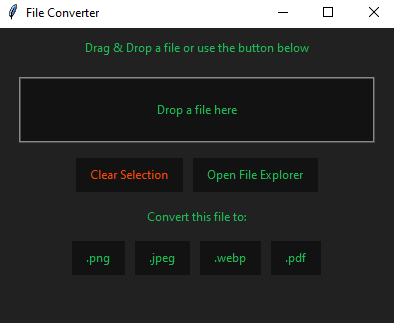 File Converter
Drag & Drop a file or use the button below
Drop a file here
Clear Selection Open File Explorer
Convert this file to:
.png .jpeg .webp .pdf